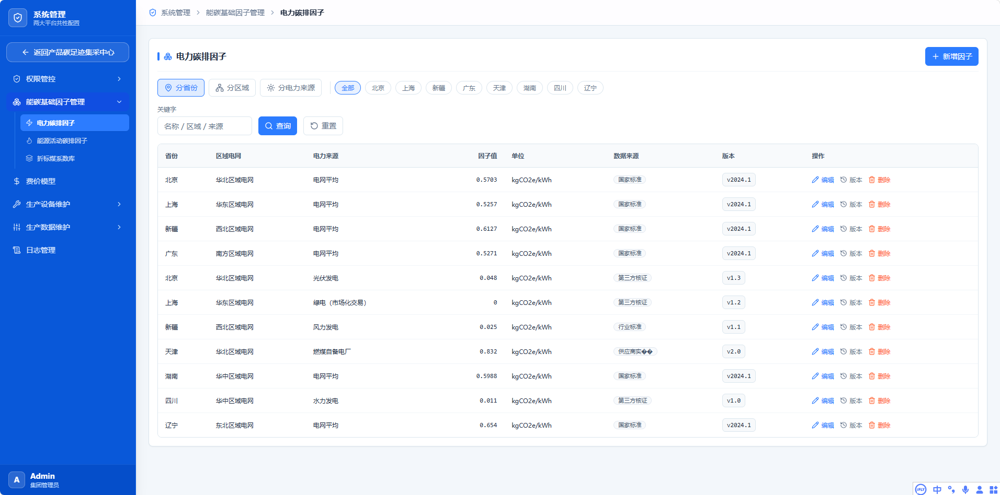 系统管理
两大平台共性配置
返回产品碳足迹集采中心
权限管控
能碳基础因子管理
电力碳排因子
能源活动碳排因子
折标煤系数库
费价模型
生产设备维护
生产数据维护
日志管理
A Admin
集团管理员
系统管理 > 能碳基础因子管理 > 电力碳排因子
电力碳排因子
+ 新增因子
分省份 分区域 分电力来源 全部 北京 上海 新疆 广东 天津 湖南 四川 辽宁
关键字
名称 / 区域 / 来源 查询 重置
省份 区域电网 电力来源 因子值 单位 数据来源 版本 操作
北京 华北区域电网 电网平均 0.5703 kgCO2e/kWh 国家标准 v2024.1 编辑 版本 删除
上海 华东区域电网 电网平均 0.5257 kgCO2e/kWh 国家标准 v2024.1 编辑 版本 删除
新疆 西北区域电网 电网平均 0.6127 kgCO2e/kWh 国家标准 v2024.1 编辑 版本 删除
广东 南方区域电网 电网平均 0.5271 kgCO2e/kWh 国家标准 v2024.1 编辑 版本 删除
北京 华北区域电网 光伏发电 0.048 kgCO2e/kWh 第三方核证 v1.3 编辑 版本 删除
上海 华东区域电网 绿电（市场化交易） 0 kgCO2e/kWh 第三方核证 v1.2 编辑 版本 删除
新疆 西北区域电网 风力发电 0.025 kgCO2e/kWh 行业标准 v1.1 编辑 版本 删除
天津 华北区域电网 燃煤自备电厂 0.832 kgCO2e/kWh 供应商实�� v2.0 编辑 版本 删除
湖南 华中区域电网 电网平均 0.5988 kgCO2e/kWh 国家标准 v2024.1 编辑 版本 删除
四川 华中区域电网 水力发电 0.011 kgCO2e/kWh 第三方核证 v1.0 编辑 版本 删除
辽宁 东北区域电网 电网平均 0.654 kgCO2e/kWh 国家标准 v2024.1 编辑 版本 删除
iFLY 中